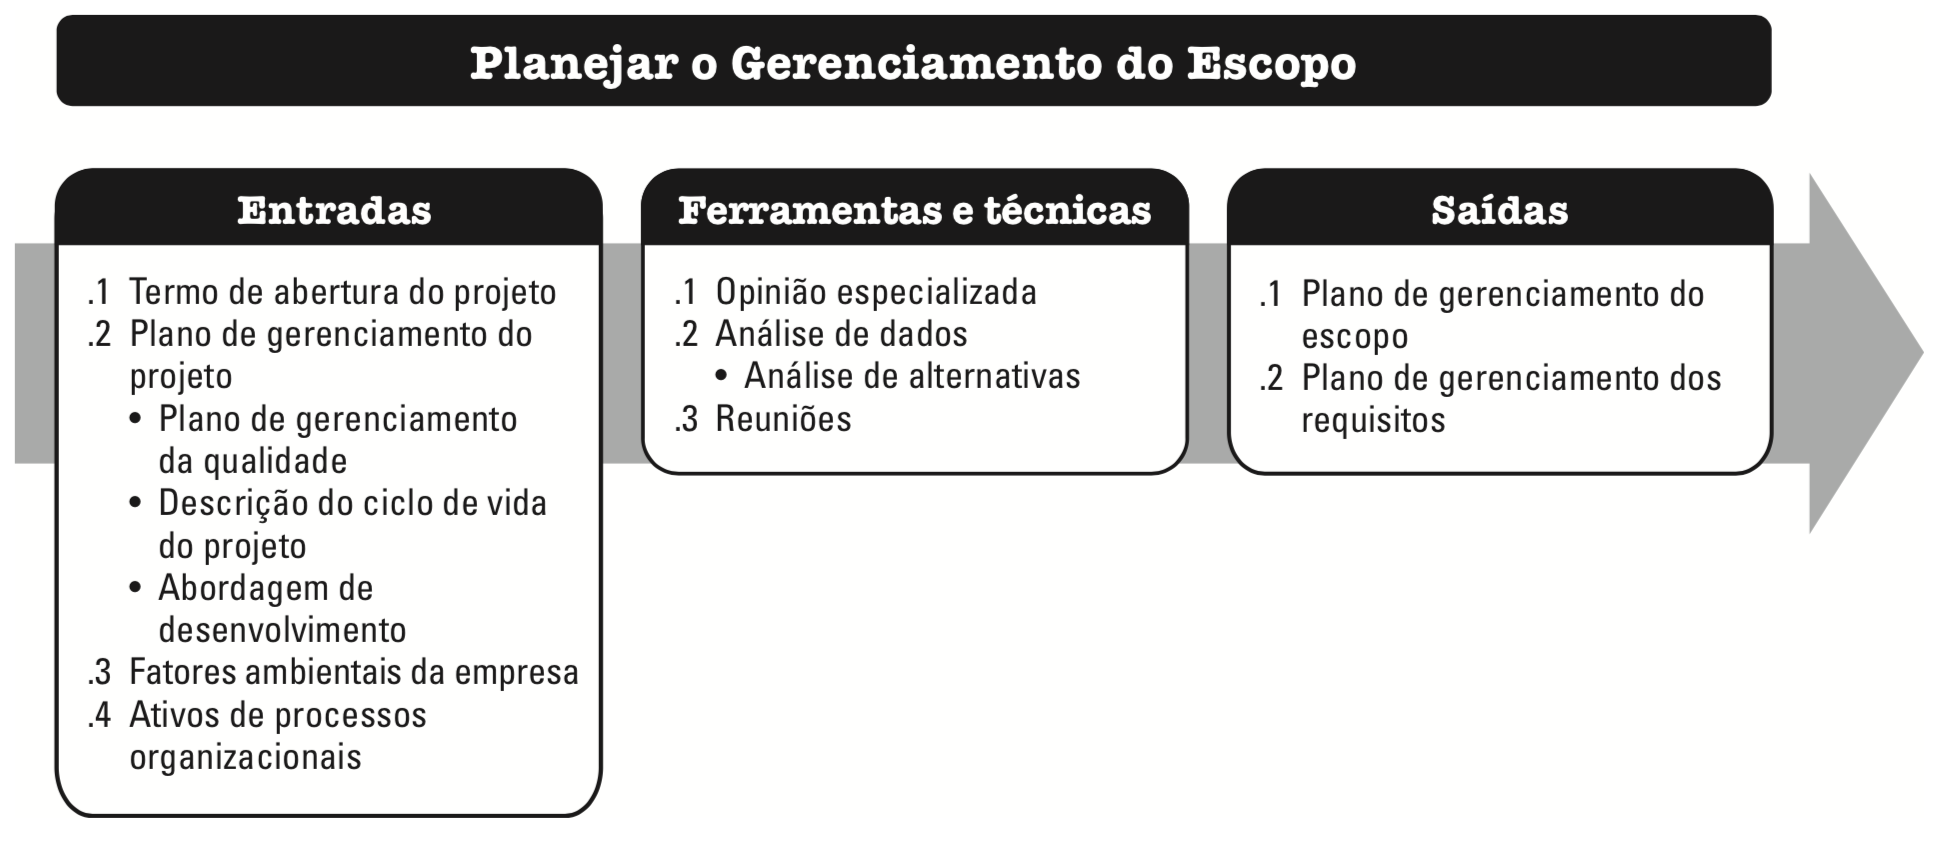 Planejar o Gerenciamento do Escopo
Entradas
.1 Termo de abertura do projeto
.2 Plano de gerenciamento do
projeto
• Plano de gerenciamento
da qualidade
• Descrição do ciclo de vida
do projeto
• Abordagem de
desenvolvimento
.3 Fatores ambientais da empresa
.4 Ativos de processos
organizacionais
Ferramentas e técnicas
.1 Opinião especializada
.2 Análise de dados
• Análise de alternativas
.3 Reuniões
Saídas
.1 Plano de gerenciamento do
escopo
.2 Plano de gerenciamento dos
requisitos